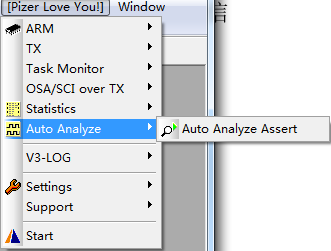 [Pizer Love You!] Window
信
ARM
TX
Task Monitor
OSA/SCI over TX
Statistics
Auto Analyze
Auto Analyze Assert
V3-LOG
Settings
Support
Start